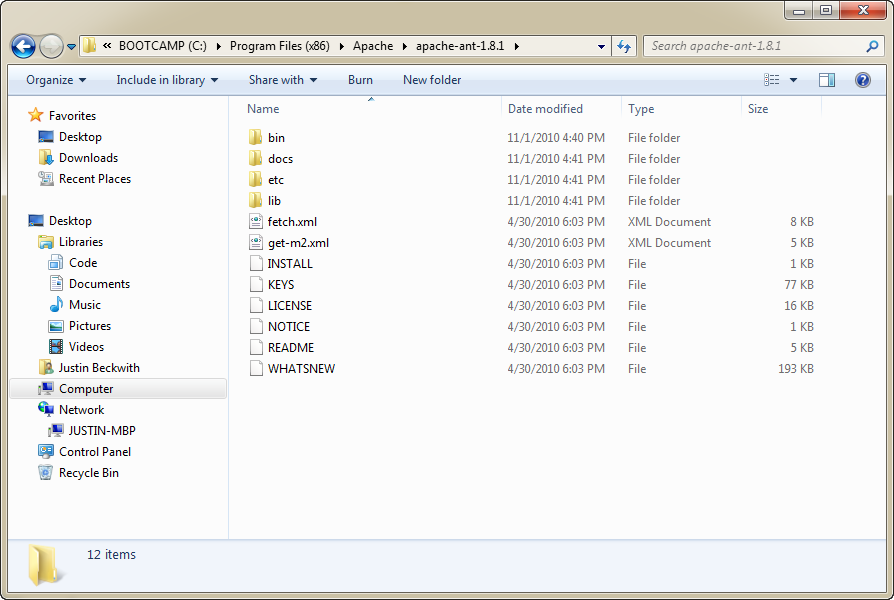 « BOOTCAMP (C:) ▸ Program Files (x86) ▸ Apache ▸ apache-ant-1.8.1 ▸ Search apache-ant-1.8.1
Organize Include in library Share with Burn New folder
Favorites
Desktop
Downloads
Recent Places
Desktop
Libraries
Code
Documents
Music
Pictures
Videos
Justin Beckwith
Computer
Network
JUSTIN-MBP
Control Panel
Recycle Bin
Name Date modified Type Size
bin 11/1/2010 4:40 PM File folder
docs 11/1/2010 4:41 PM File folder
etc 11/1/2010 4:41 PM File folder
lib 11/1/2010 4:41 PM File folder
fetch.xml 4/30/2010 6:03 PM XML Document 8 KB
get-m2.xml 4/30/2010 6:03 PM XML Document 5 KB
INSTALL 4/30/2010 6:03 PM File 1 KB
KEYS 4/30/2010 6:03 PM File 77 KB
LICENSE 4/30/2010 6:03 PM File 16 KB
NOTICE 4/30/2010 6:03 PM File 1 KB
README 4/30/2010 6:03 PM File 5 KB
WHATSNEW 4/30/2010 6:03 PM File 193 KB
12 items